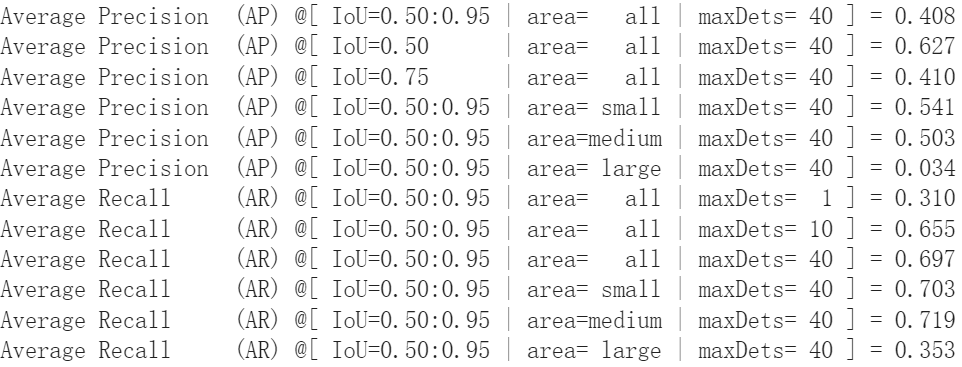 Average Precision  (AP) @[ IoU=0.50:0.95 | area=   all | maxDets= 40 ] = 0.408
Average Precision  (AP) @[ IoU=0.50      | area=   all | maxDets= 40 ] = 0.627
Average Precision  (AP) @[ IoU=0.75      | area=   all | maxDets= 40 ] = 0.410
Average Precision  (AP) @[ IoU=0.50:0.95 | area= small | maxDets= 40 ] = 0.541
Average Precision  (AP) @[ IoU=0.50:0.95 | area=medium | maxDets= 40 ] = 0.503
Average Precision  (AP) @[ IoU=0.50:0.95 | area= large | maxDets= 40 ] = 0.034
Average Recall     (AR) @[ IoU=0.50:0.95 | area=   all | maxDets=  1 ] = 0.310
Average Recall     (AR) @[ IoU=0.50:0.95 | area=   all | maxDets= 10 ] = 0.655
Average Recall     (AR) @[ IoU=0.50:0.95 | area=   all | maxDets= 40 ] = 0.697
Average Recall     (AR) @[ IoU=0.50:0.95 | area= small | maxDets= 40 ] = 0.703
Average Recall     (AR) @[ IoU=0.50:0.95 | area=medium | maxDets= 40 ] = 0.719
Average Recall     (AR) @[ IoU=0.50:0.95 | area= large | maxDets= 40 ] = 0.353